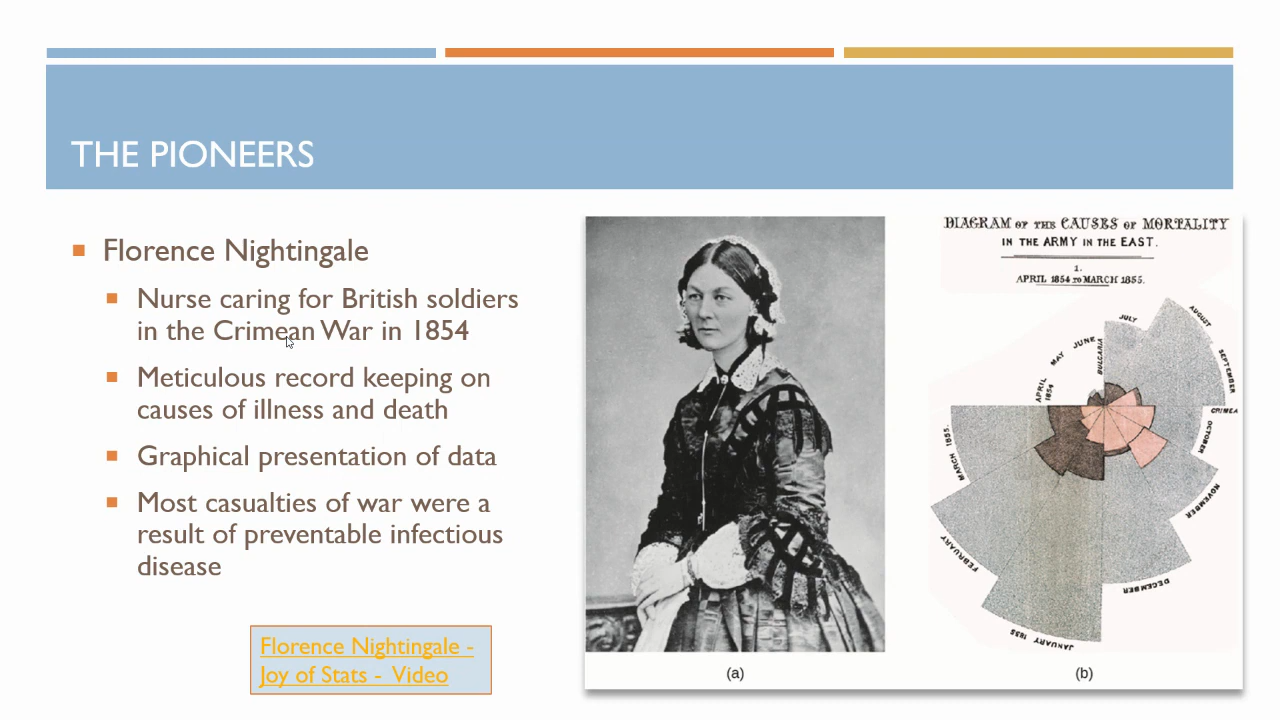 THE PIONEERS
Florence Nightingale
Nurse caring for British soldiers
in the Crimean War in 1854
Meticulous record keeping on
causes of illness and death
Graphical presentation of data
Most casualties of war were a
result of preventable infectious
disease
Florence Nightingale -
Joy of Stats - Video
(a)
DIAGRAM OF THE CAUSES OF MORTALITY
IN THE ARMY IN THE EAST.
1.
APRIL 1854 TO MARCH 1855.
APRIL 1854
MAY
JUNE
BULGARIA
JULY
AUGUST
SEPTEMBER
CRIMEA
OCTOBER
NOVEMBER
DECEMBER
JANUARY 1855
FEBRUARY
MARCH 1855.
(b)